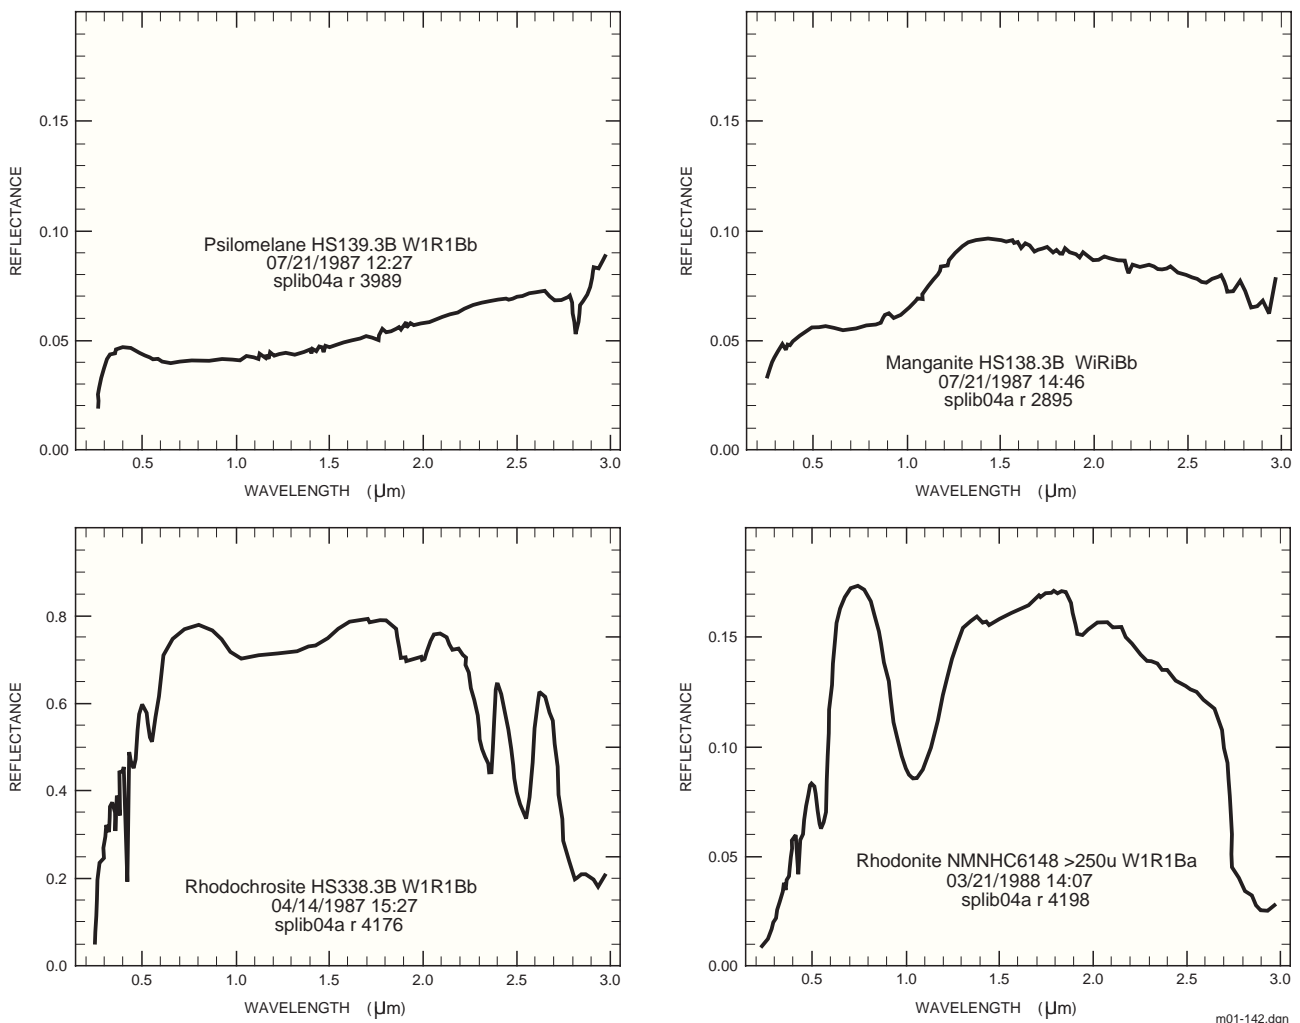 0.15
0.10
0.05
0.00
REFLECTANCE
Psilomelane HS139.3B W1R1Bb
07/21/1987 12:27
splib04a r 3989
0.5 1.0 1.5 2.0 2.5 3.0
WAVELENGTH (μm)
0.15
0.10
0.05
0.00
REFLECTANCE
Manganite HS138.3B WiRiBb
07/21/1987 14:46
splib04a r 2895
0.5 1.0 1.5 2.0 2.5 3.0
WAVELENGTH (μm)
0.8
0.6
0.4
0.2
0.0
REFLECTANCE
Rhodochrosite HS338.3B W1R1Bb
04/14/1987 15:27
splib04a r 4176
0.5 1.0 1.5 2.0 2.5 3.0
WAVELENGTH (μm)
0.15
0.10
0.05
0.00
REFLECTANCE
Rhodonite NMNHC6148 >250u W1R1Ba
03/21/1988 14:07
splib04a r 4198
0.5 1.0 1.5 2.0 2.5 3.0
WAVELENGTH (μm)
m01-142.dgn